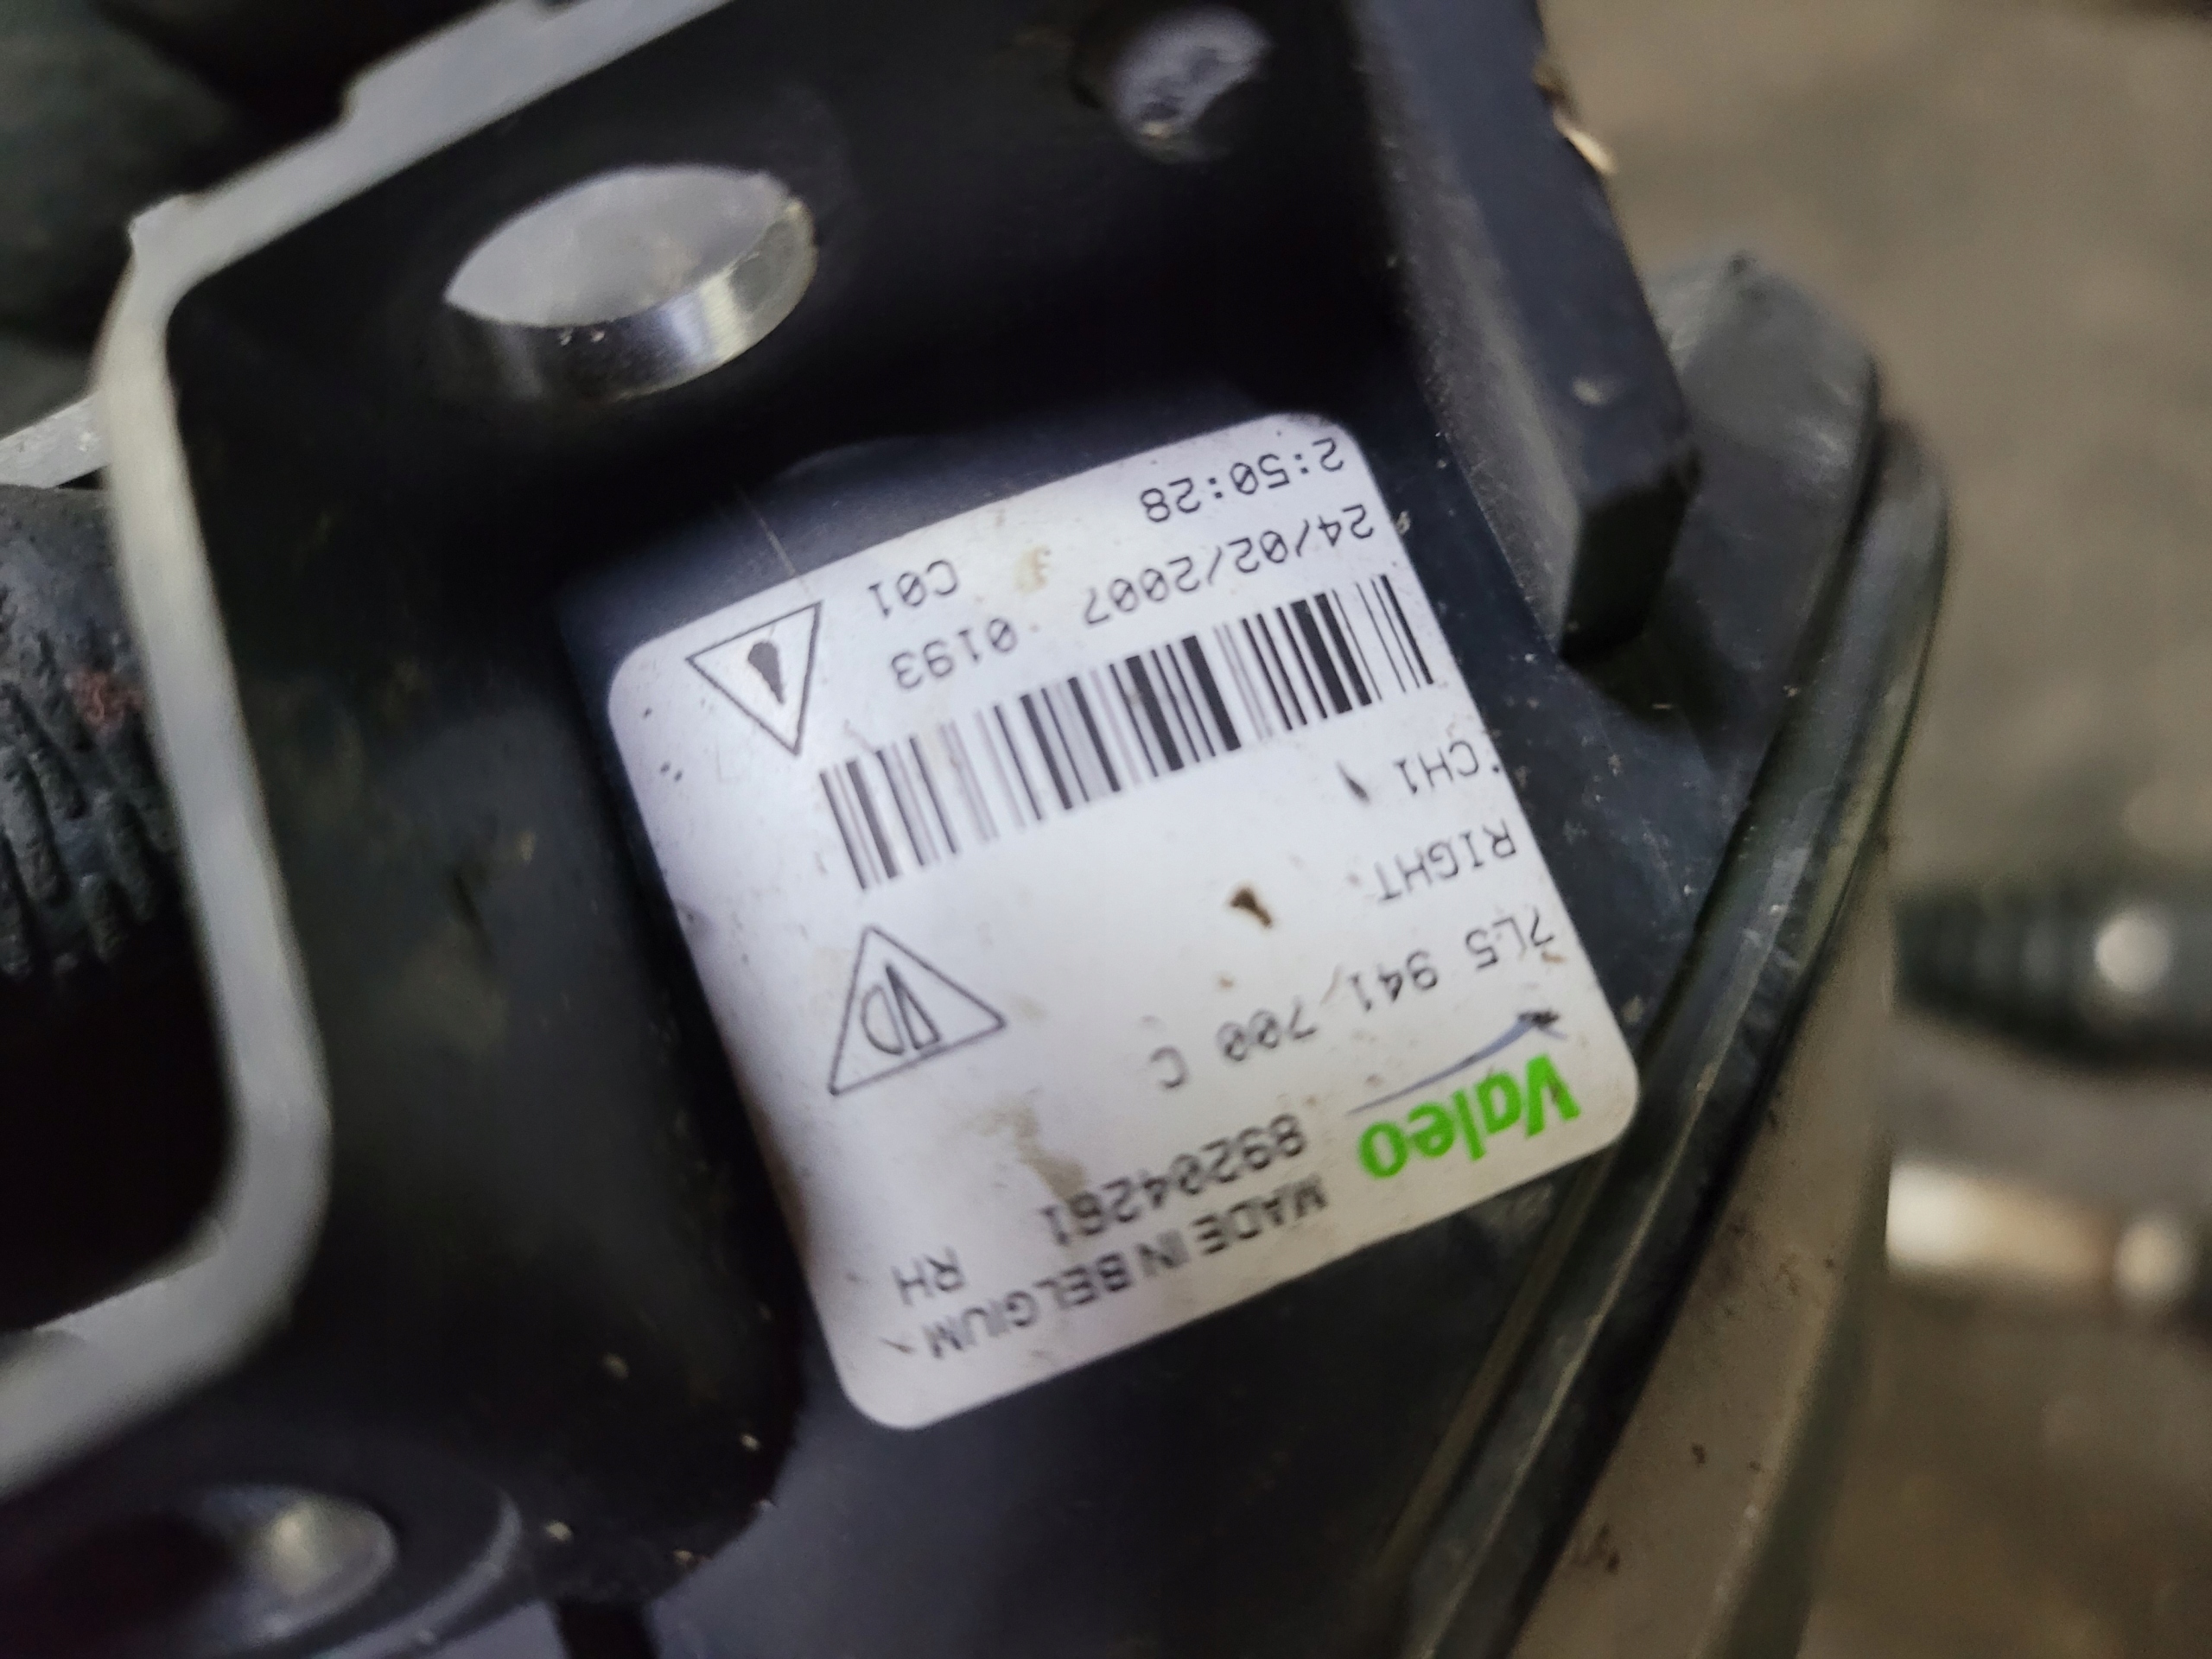 MADE IN BELGIUM
Valeo 89204261 RH
7L5 941 700 C
RIGHT
CH1
24/02/2007 0193
2:50:28 C01